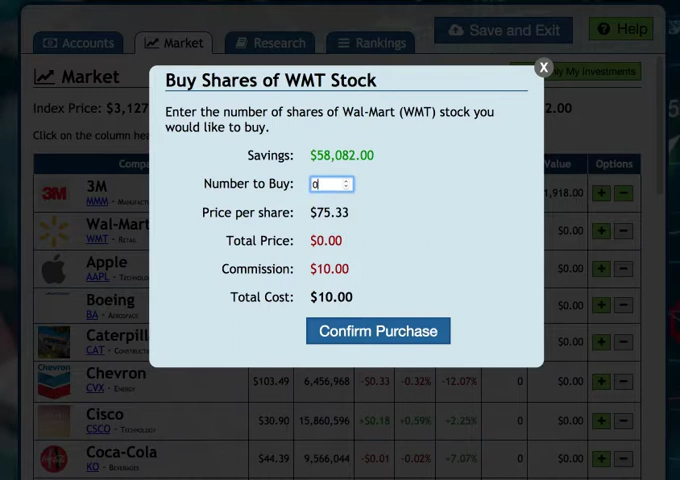 Accounts
Market
Research
Rankings
Save and Exit
Help
Market
My Investments
Index Price: $3,127
2.00
Click on the column hea
X
Buy Shares of WMT Stock
Enter the number of shares of Wal-Mart (WMT) stock you
would like to buy.
Savings: $58,082.00
Number to Buy: 0
Price per share: $75.33
Total Price: $0.00
Commission: $10.00
Total Cost: $10.00
Confirm Purchase
Compa Value Options
3M 3M
MMM - Manufact 1,918.00 + −
Wal-Mar
WMT - Retail $0.00 + −
Apple
AAPL - Technolo $0.00 + −
Boeing
BA - Aerospace $0.00 + −
Caterpill
CAT - Constructi $0.00 + −
Chevron Chevron
CVX - Energy $103.49 6,456,968 -$0.33 -0.32% -12.07% 0 $0.00 + −
Cisco
CSCO - Technology $30.90 15,860,596 +$0.18 +0.59% +2.25% 0 $0.00 + −
Coca-Cola
KO - Beverages $44.39 9,566,044 -$0.01 -0.02% +7.07% 0 $0.00 + −